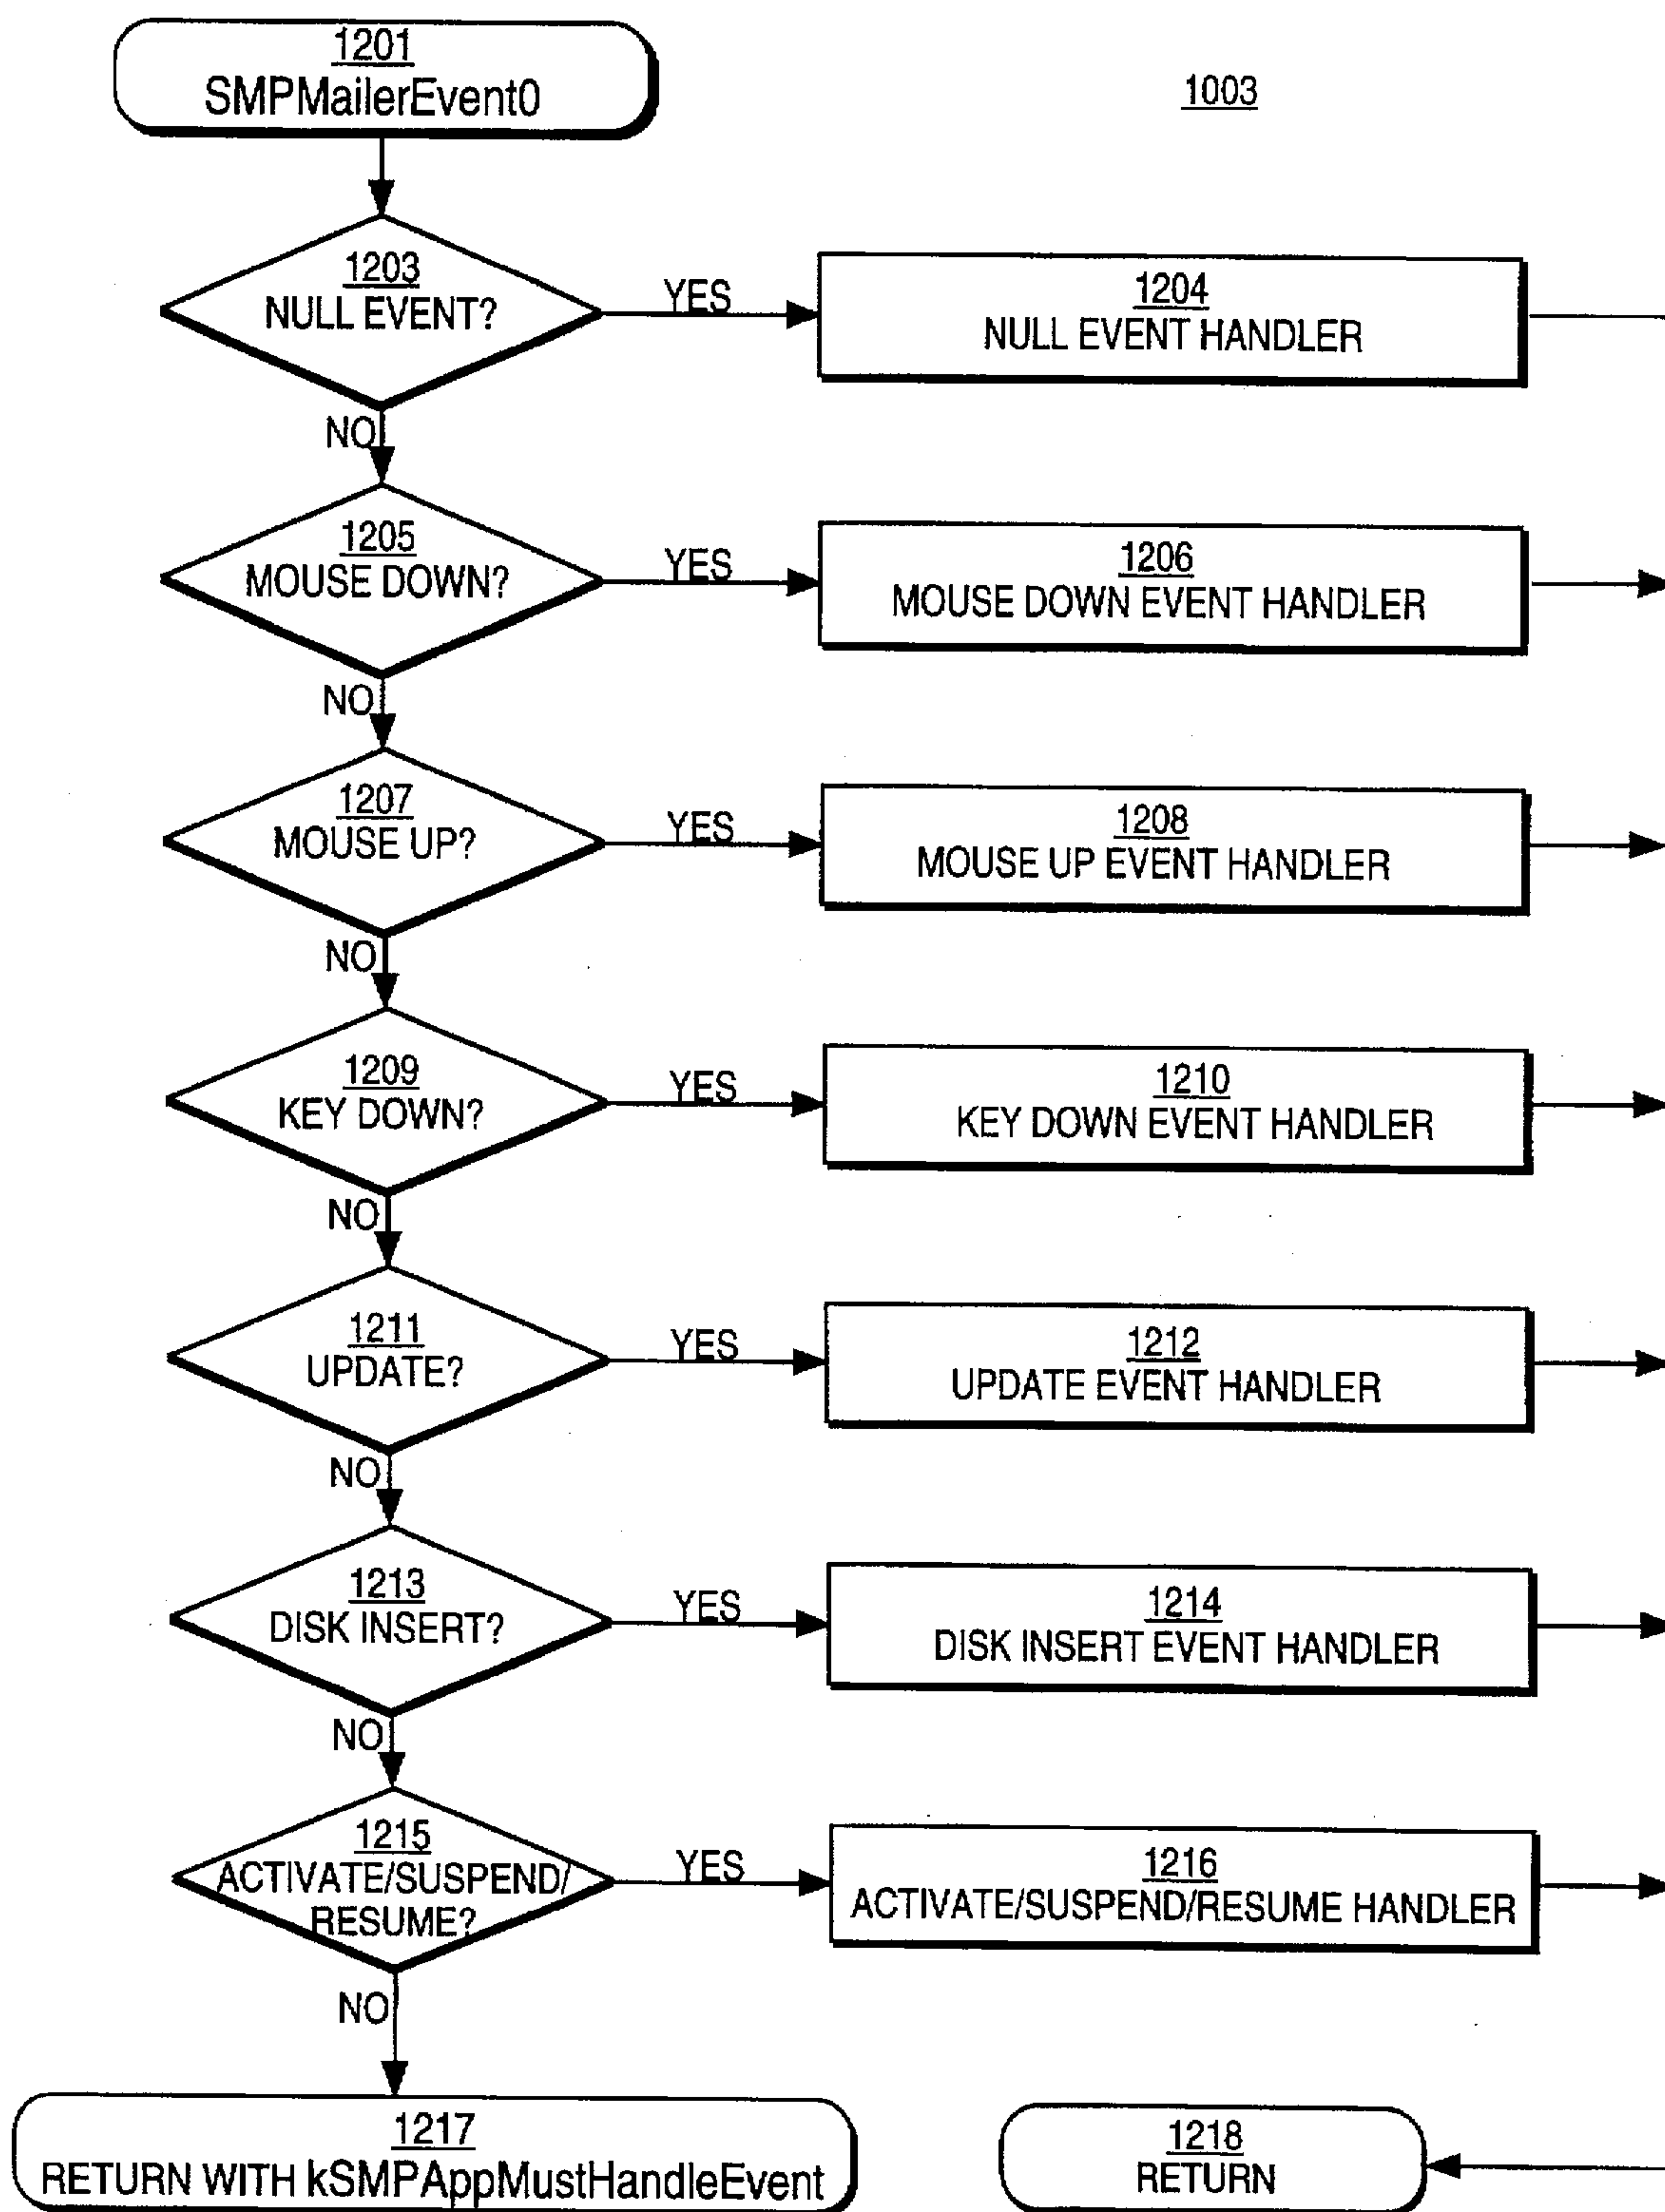 1201
SMPMailerEvent0
1003
1203
NULL EVENT?
YES
1204
NULL EVENT HANDLER
NO
1205
MOUSE DOWN?
YES
1206
MOUSE DOWN EVENT HANDLER
NO
1207
MOUSE UP?
YES
1208
MOUSE UP EVENT HANDLER
NO
1209
KEY DOWN?
YES
1210
KEY DOWN EVENT HANDLER
NO
1211
UPDATE?
YES
1212
UPDATE EVENT HANDLER
NO
1213
DISK INSERT?
YES
1214
DISK INSERT EVENT HANDLER
NO
1215
ACTIVATE/SUSPEND/
RESUME?
YES
1216
ACTIVATE/SUSPEND/RESUME HANDLER
NO
1217
RETURN WITH kSMPAppMustHandleEvent
1218
RETURN